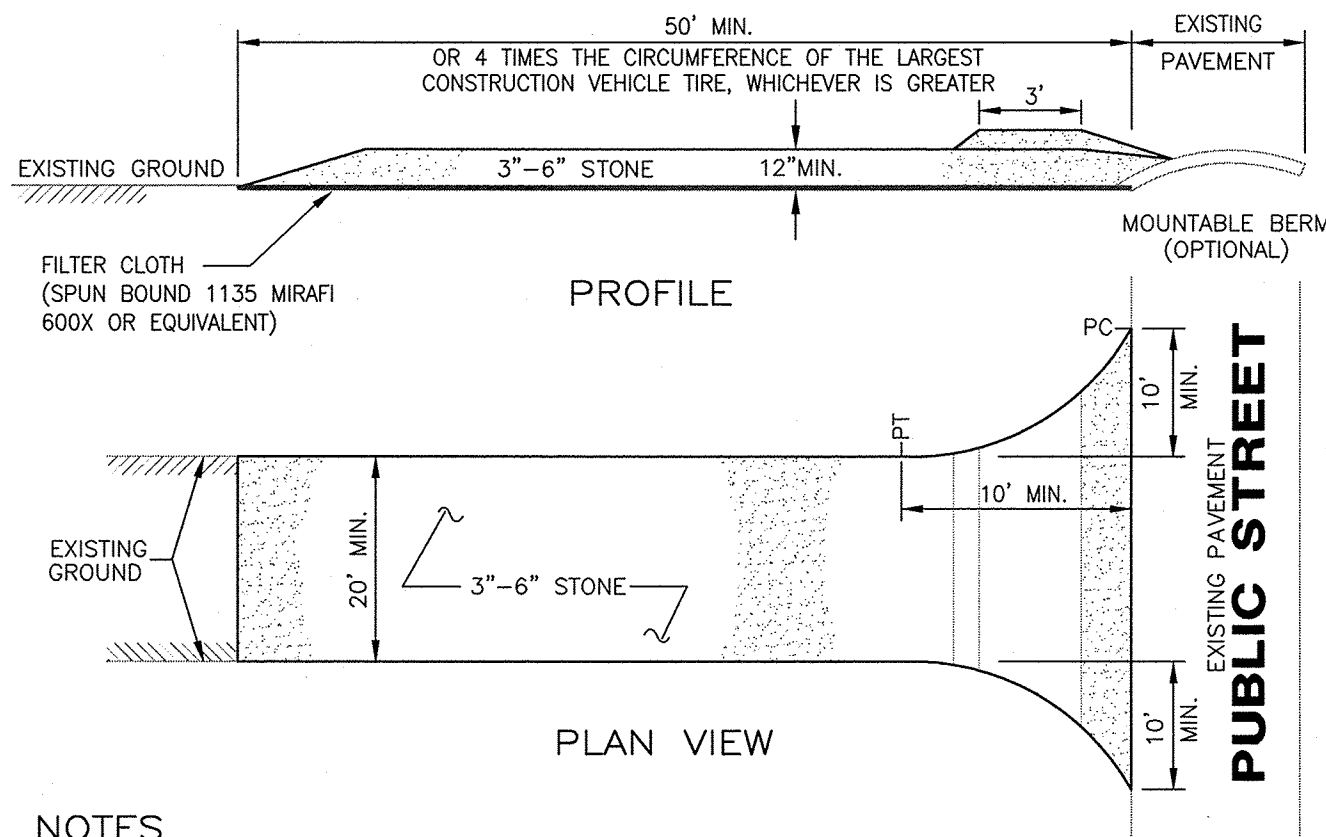 50' MIN.
OR 4 TIMES THE CIRCUMFERENCE OF THE LARGEST
CONSTRUCTION VEHICLE TIRE, WHICHEVER IS GREATER
EXISTING
PAVEMENT
3'
EXISTING GROUND
3"-6" STONE
12"MIN.
MOUNTABLE BERM
(OPTIONAL)
FILTER CLOTH
(SPUN BOUND 1135 MIRAFI
600X OR EQUIVALENT)
PROFILE
PC
10'
MIN.
PT
10' MIN.
EXISTING
GROUND
20' MIN.
3"-6" STONE
EXISTING PAVEMENT
PUBLIC STREET
10'
MIN.
PLAN VIEW
NOTES